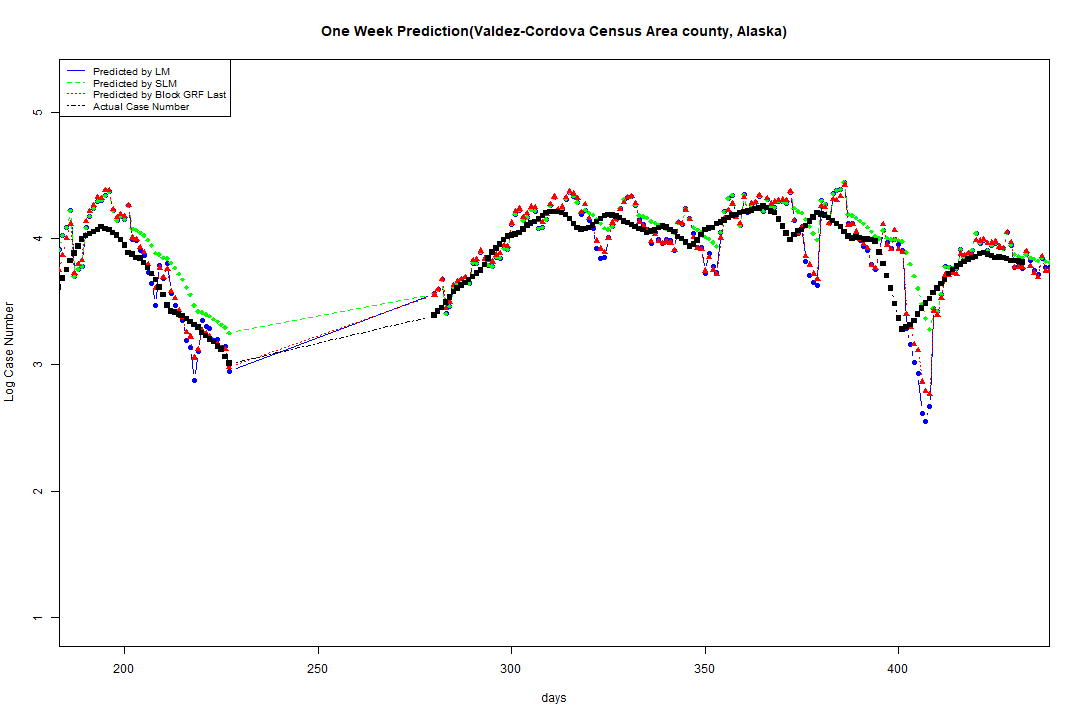 One Week Prediction(Valdez-Cordova Census Area county, Alaska)
Predicted by LM
Predicted by SLM
Predicted by Block GRF Last
Actual Case Number
5
4
3
2
1
Log Case Number
200 250 300 350 400
days